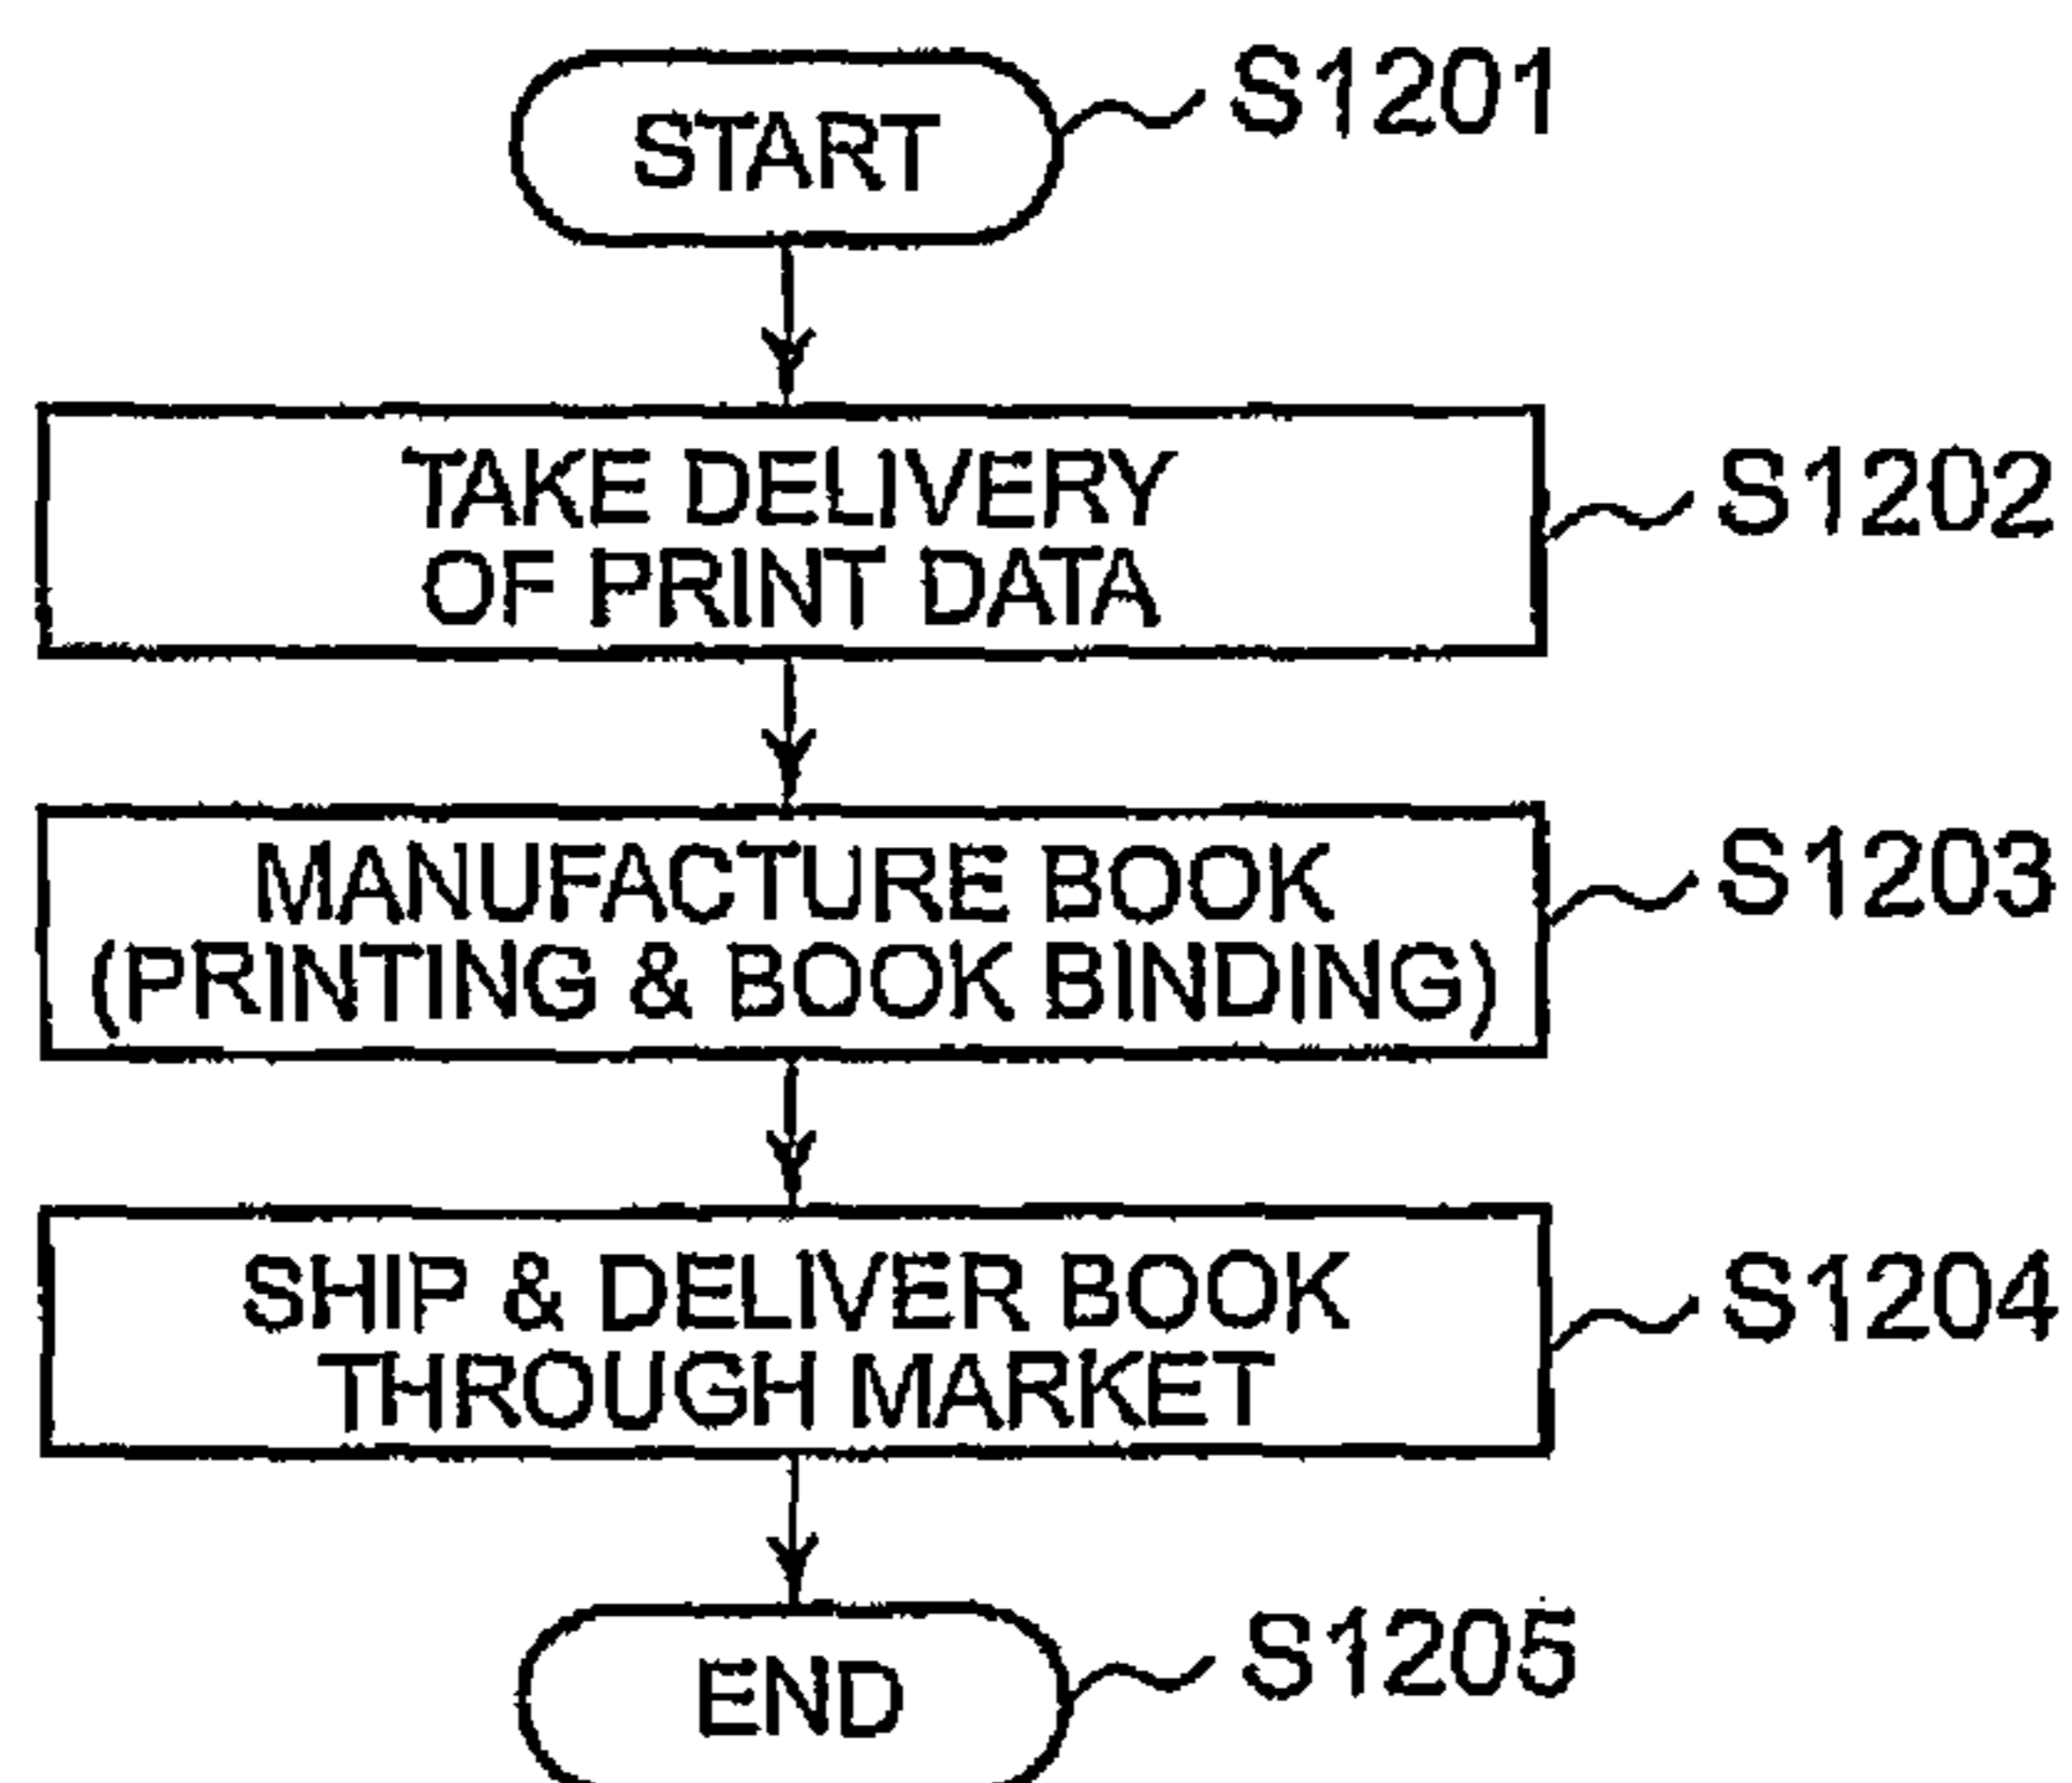 START
S1201
TAKE DELIVERY
OF PRINT DATA
S1202
MANUFACTURE BOOK
(PRINTING & BOOK BINDING)
S1203
SHIP & DELIVER BOOK
THROUGH MARKET
S1204
END
S1205